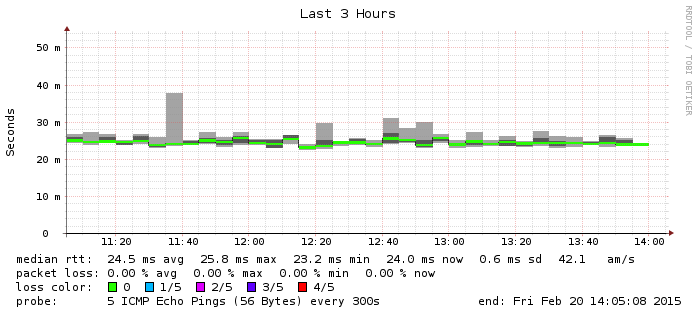 Last 3 Hours
RRDTOOL / TOBI OETIKER
Seconds
50 m
40 m
30 m
20 m
10 m
0
11:20 11:40 12:00 12:20 12:40 13:00 13:20 13:40 14:00
median rtt: 24.5 ms avg 25.8 ms max 23.2 ms min 24.0 ms now 0.6 ms sd 42.1 am/s
packet loss: 0.00 % avg 0.00 % max 0.00 % min 0.00 % now
loss color: 0 1/5 2/5 3/5 4/5
probe: 5 ICMP Echo Pings (56 Bytes) every 300s end: Fri Feb 20 14:05:08 2015